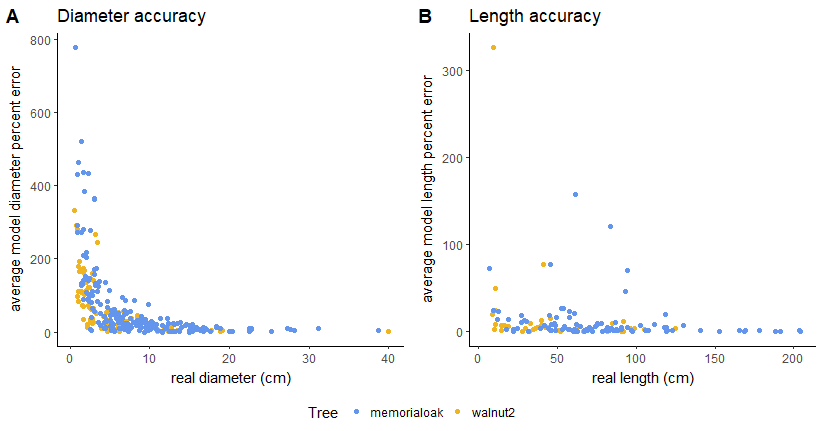 A Diameter accuracy
average model diameter percent error
800
600
400
200
0
0 10 20 30 40
real diameter (cm)
B Length accuracy
average model length percent error
300
200
100
0
0 50 100 150 200
real length (cm)
Tree memorialoak walnut2